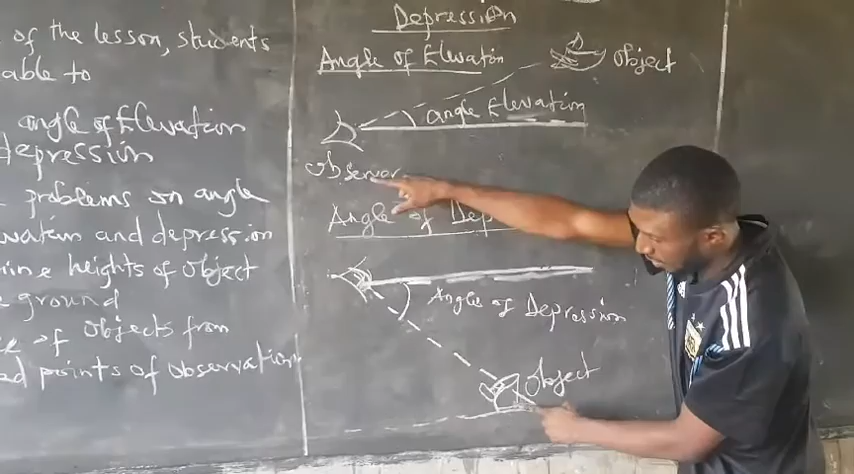 of the lesson, students
able to
angle of Elevation
depression
problems on angle
and depression
heights of object
ground
of objects from
points of observation
Depression
Angle of Elevation
object
angle Elevation
observer
Angle of Dep
Angle of Depression
object